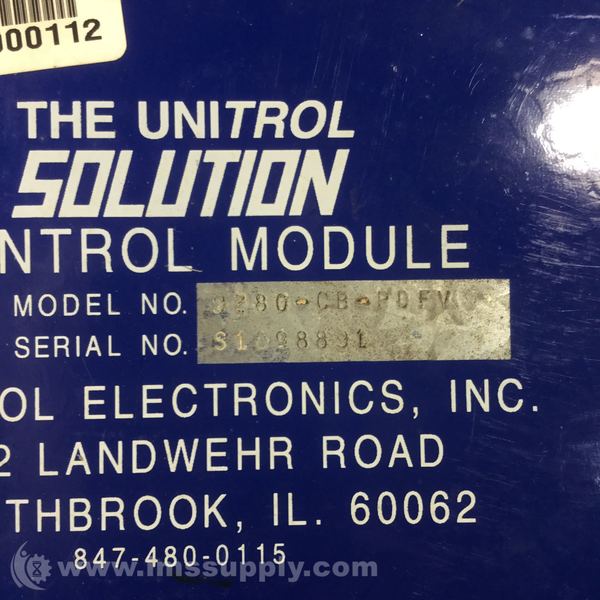 000112
THE UNITROL
SOLUTION
NTROL MODULE
MODEL NO.
SERIAL NO.
OL ELECTRONICS, INC.
2 LANDWEHR ROAD
THBROOK, IL. 60062
847-480-0115
www.imssupply.com